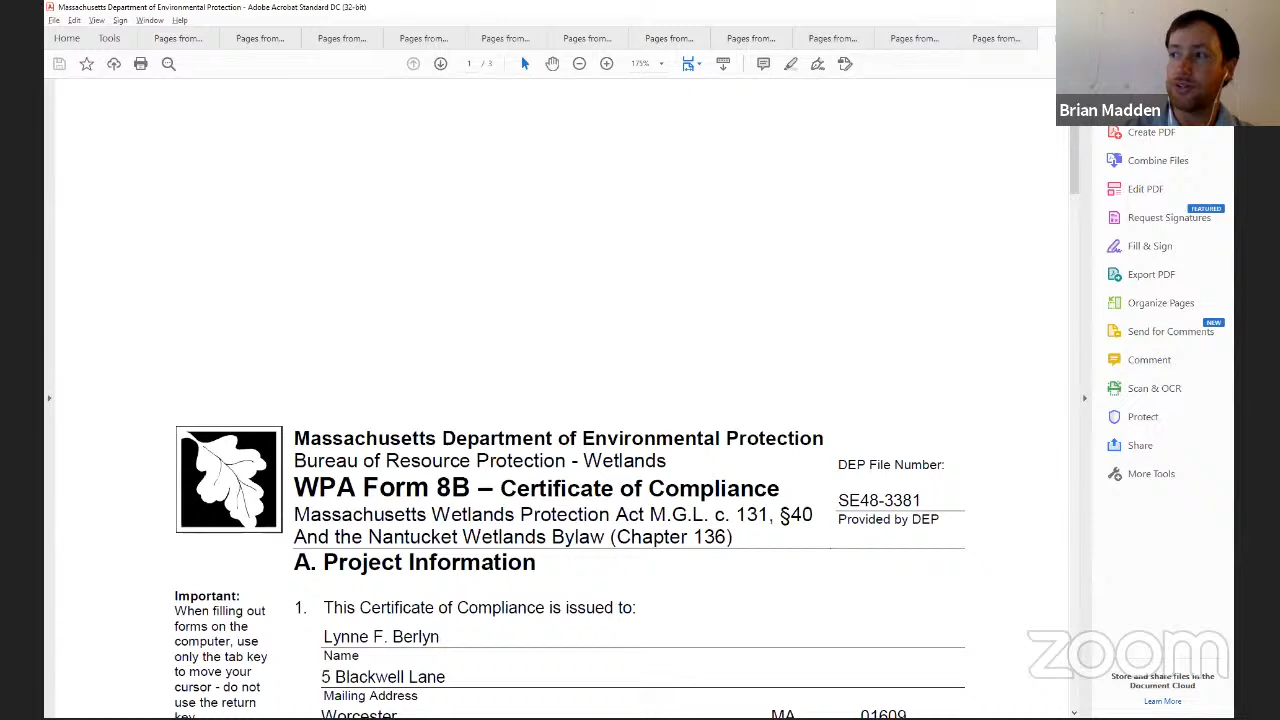 Massachusetts Department of Environmental Protection - Adobe Acrobat Standard DC (32-bit)
File Edit View Sign Window Help
Home Tools Pages from... Pages from... Pages from... Pages from... Pages from... Pages from... Pages from... Pages from... Pages from... Pages from... Pages from...
1 / 3 175%
Brian Madden
Create PDF
Combine Files
Edit PDF
FEATURED
Request Signatures
Fill & Sign
Export PDF
Organize Pages
NEW
Send for Comments
Comment
Scan & OCR
Protect
Share
More Tools
Massachusetts Department of Environmental Protection
Bureau of Resource Protection - Wetlands
WPA Form 8B – Certificate of Compliance
Massachusetts Wetlands Protection Act M.G.L. c. 131, §40
And the Nantucket Wetlands Bylaw (Chapter 136)
DEP File Number:
SE48-3381
Provided by DEP
A. Project Information
Important:
When filling out
forms on the
computer, use
only the tab key
to move your
cursor - do not
use the return
key.
1. This Certificate of Compliance is issued to:
Lynne F. Berlyn
Name
5 Blackwell Lane
Mailing Address
Worcester MA 01609
zoom
Store and share files in the
Document Cloud
Learn More